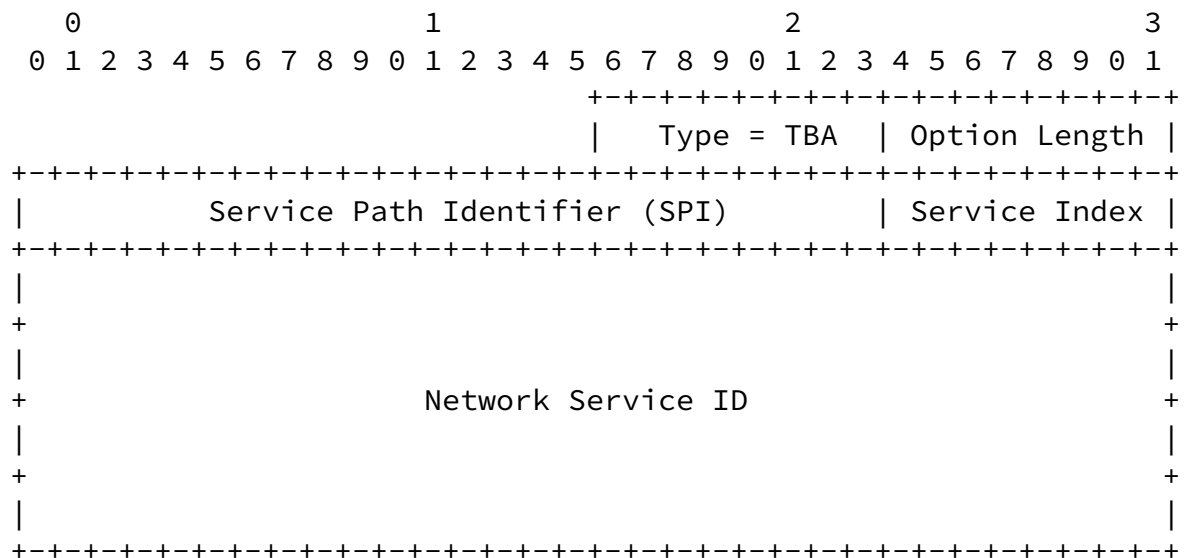 0                   1                   2                   3
0 1 2 3 4 5 6 7 8 9 0 1 2 3 4 5 6 7 8 9 0 1 2 3 4 5 6 7 8 9 0 1
                                +-+-+-+-+-+-+-+-+-+-+-+-+-+-+-+-+
                                |   Type = TBA  | Option Length |
+-+-+-+-+-+-+-+-+-+-+-+-+-+-+-+-+-+-+-+-+-+-+-+-+-+-+-+-+-+-+-+-+
|          Service Path Identifier (SPI)        | Service Index |
+-+-+-+-+-+-+-+-+-+-+-+-+-+-+-+-+-+-+-+-+-+-+-+-+-+-+-+-+-+-+-+-+
|                                                               |
+                                                               +
|                                                               |
+                      Network Service ID                       +
|                                                               |
+                                                               +
|                                                               |
+-+-+-+-+-+-+-+-+-+-+-+-+-+-+-+-+-+-+-+-+-+-+-+-+-+-+-+-+-+-+-+-+